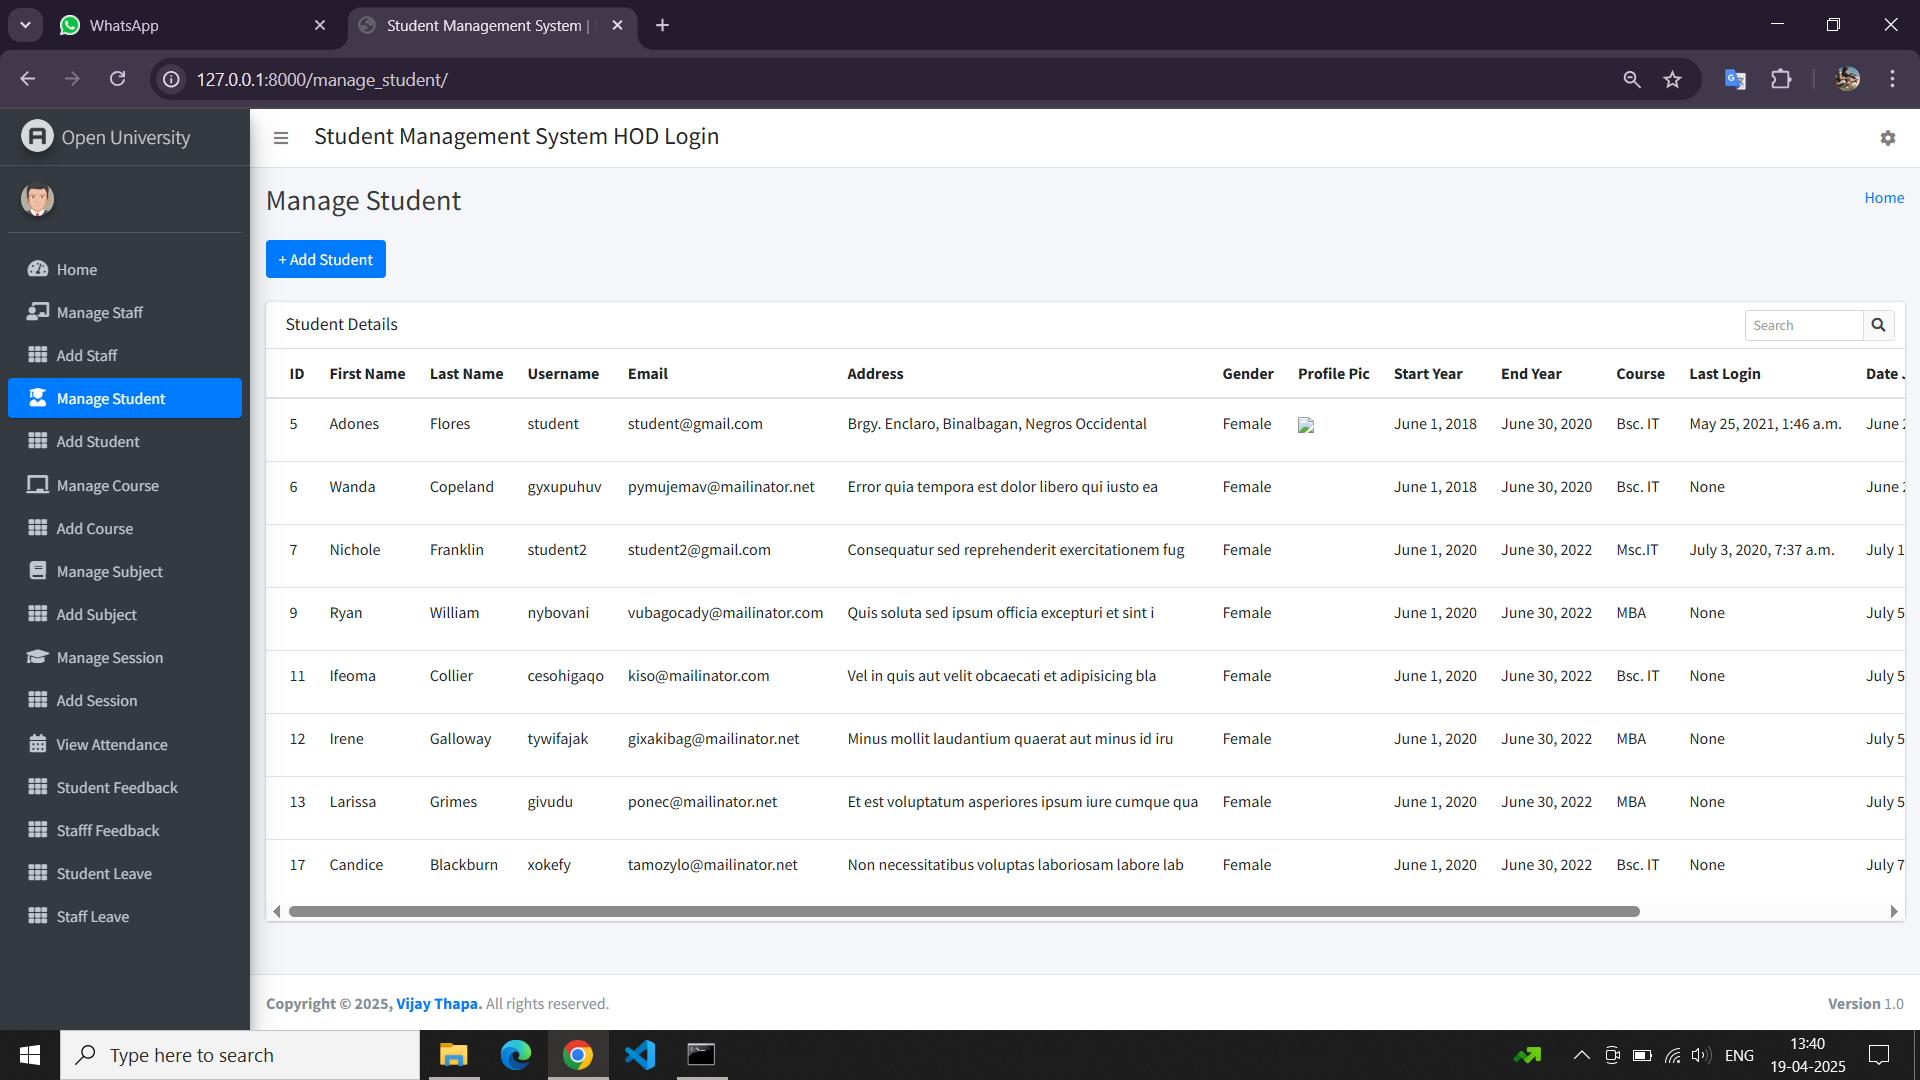 WhatsApp
Student Management System |
127.0.0.1:8000/manage_student/
Open University
Student Management System HOD Login
Manage Student
Home
+ Add Student
Home
Manage Staff
Add Staff
Manage Student
Add Student
Manage Course
Add Course
Manage Subject
Add Subject
Manage Session
Add Session
View Attendance
Student Feedback
Stafff Feedback
Student Leave
Staff Leave
Student Details
Search
ID First Name Last Name Username Email Address Gender Profile Pic Start Year End Year Course Last Login Date
5 Adones Flores student student@gmail.com Brgy. Enclaro, Binalbagan, Negros Occidental Female June 1, 2018 June 30, 2020 Bsc. IT May 25, 2021, 1:46 a.m. June
6 Wanda Copeland gyxupuhuv pymujemav@mailinator.net Error quia tempora est dolor libero qui iusto ea Female June 1, 2018 June 30, 2020 Bsc. IT None June
7 Nichole Franklin student2 student2@gmail.com Consequatur sed reprehenderit exercitationem fug Female June 1, 2020 June 30, 2022 Msc.IT July 3, 2020, 7:37 a.m. July 1
9 Ryan William nybovani vubagocady@mailinator.com Quis soluta sed ipsum officia excepturi et sint i Female June 1, 2020 June 30, 2022 MBA None July 5
11 Ifeoma Collier cesohigaqo kiso@mailinator.com Vel in quis aut velit obcaecati et adipisicing bla Female June 1, 2020 June 30, 2022 Bsc. IT None July 5
12 Irene Galloway tywifajak gixakibag@mailinator.net Minus mollit laudantium quaerat aut minus id iru Female June 1, 2020 June 30, 2022 MBA None July 5
13 Larissa Grimes givudu ponec@mailinator.net Et est voluptatum asperiores ipsum iure cumque qua Female June 1, 2020 June 30, 2022 MBA None July 5
17 Candice Blackburn xokefy tamozylo@mailinator.net Non necessitatibus voluptas laboriosam labore lab Female June 1, 2020 June 30, 2022 Bsc. IT None July 7
Copyright © 2025, Vijay Thapa. All rights reserved.
Version 1.0
Type here to search
ENG
13:40
19-04-2025